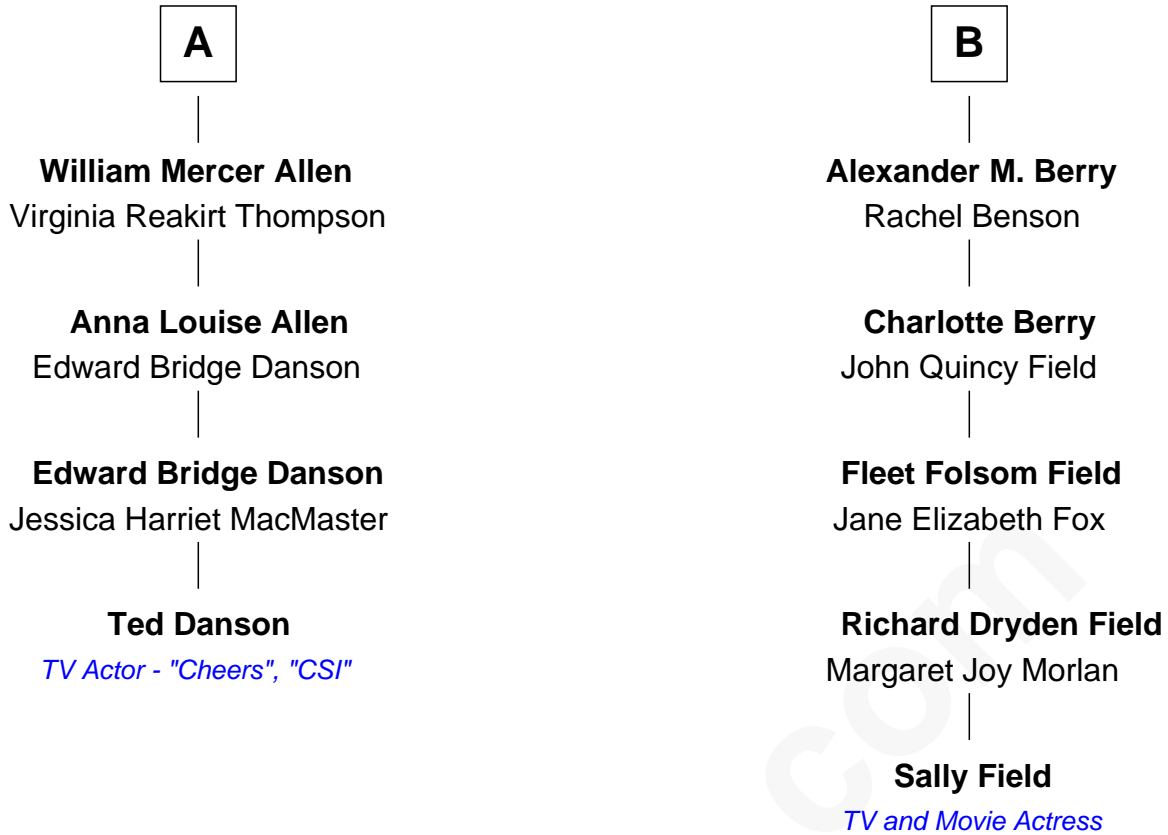 A
William Mercer Allen
Virginia Reakirt Thompson
Anna Louise Allen
Edward Bridge Danson
Edward Bridge Danson
Jessica Harriet MacMaster
Ted Danson
TV Actor - "Cheers", "CSI"
B
Alexander M. Berry
Rachel Benson
Charlotte Berry
John Quincy Field
Fleet Folsom Field
Jane Elizabeth Fox
Richard Dryden Field
Margaret Joy Morlan
Sally Field
TV and Movie Actress
com